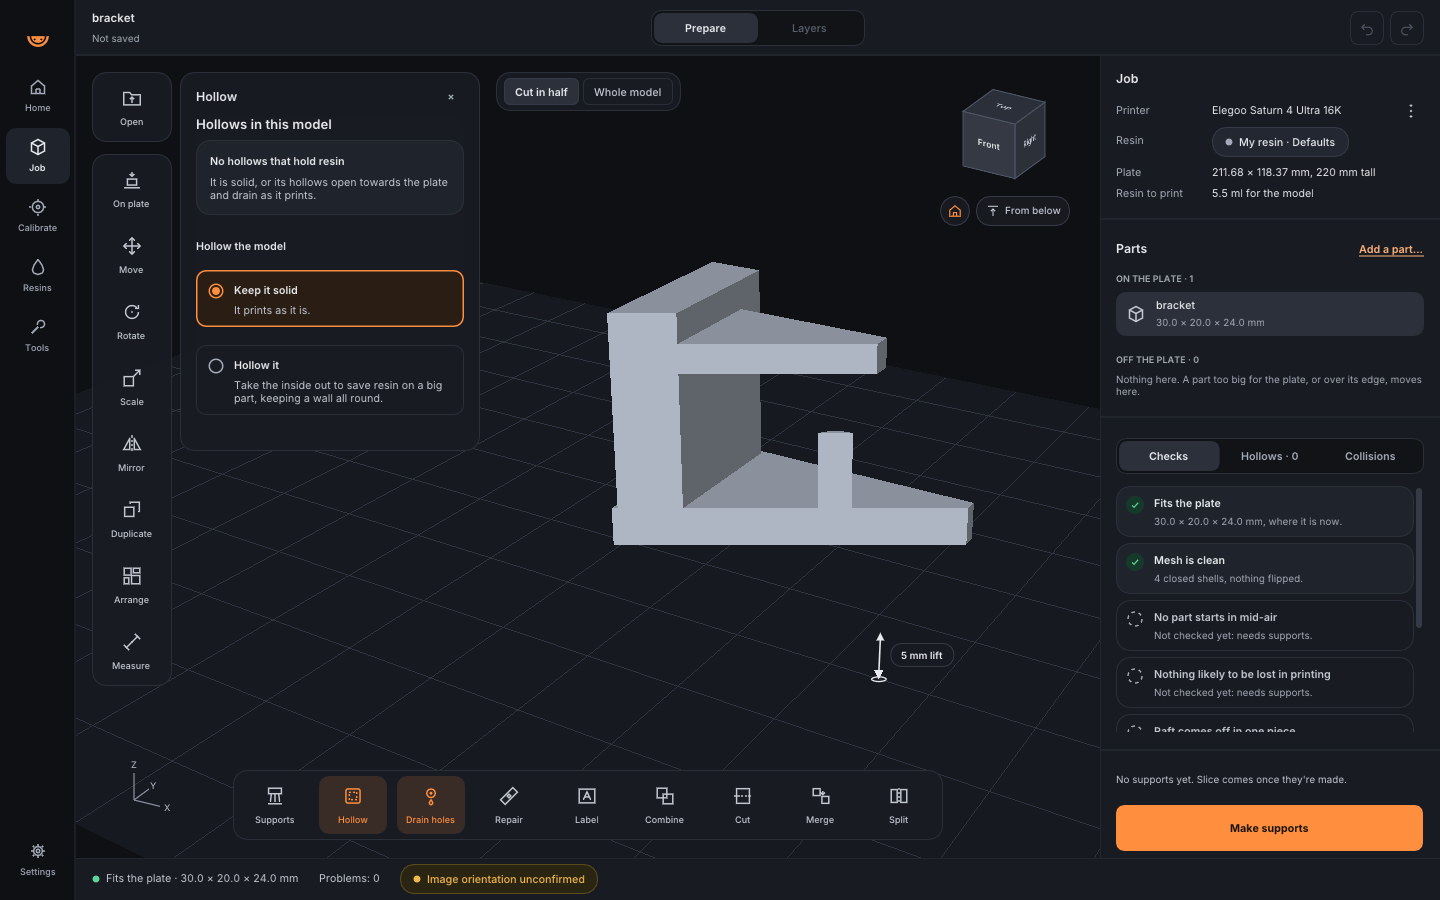 bracket
Not saved
Prepare
Layers
Home
Job
Calibrate
Resins
Tools
Settings
Open
On plate
Move
Rotate
Scale
Mirror
Duplicate
Arrange
Measure
Hollow
×
Hollows in this model
No hollows that hold resin
It is solid, or its hollows open towards the plate
and drain as it prints.
Hollow the model
Keep it solid
It prints as it is.
Hollow it
Take the inside out to save resin on a big
part, keeping a wall all round.
Cut in half
Whole model
Top
Front
Right
From below
5 mm lift
Z
Y
X
Supports
Hollow
Drain holes
Repair
Label
Combine
Cut
Merge
Split
Job
Printer
Elegoo Saturn 4 Ultra 16K
Resin
My resin · Defaults
Plate
211.68 × 118.37 mm, 220 mm tall
Resin to print
5.5 ml for the model
Parts
Add a part...
ON THE PLATE · 1
bracket
30.0 × 20.0 × 24.0 mm
OFF THE PLATE · 0
Nothing here. A part too big for the plate, or over its edge, moves
here.
Checks
Hollows · 0
Collisions
Fits the plate
30.0 × 20.0 × 24.0 mm, where it is now.
Mesh is clean
4 closed shells, nothing flipped.
No part starts in mid-air
Not checked yet: needs supports.
Nothing likely to be lost in printing
Not checked yet: needs supports.
Raft comes off in one piece
No supports yet. Slice comes once they're made.
Make supports
Fits the plate · 30.0 × 20.0 × 24.0 mm
Problems: 0
Image orientation unconfirmed